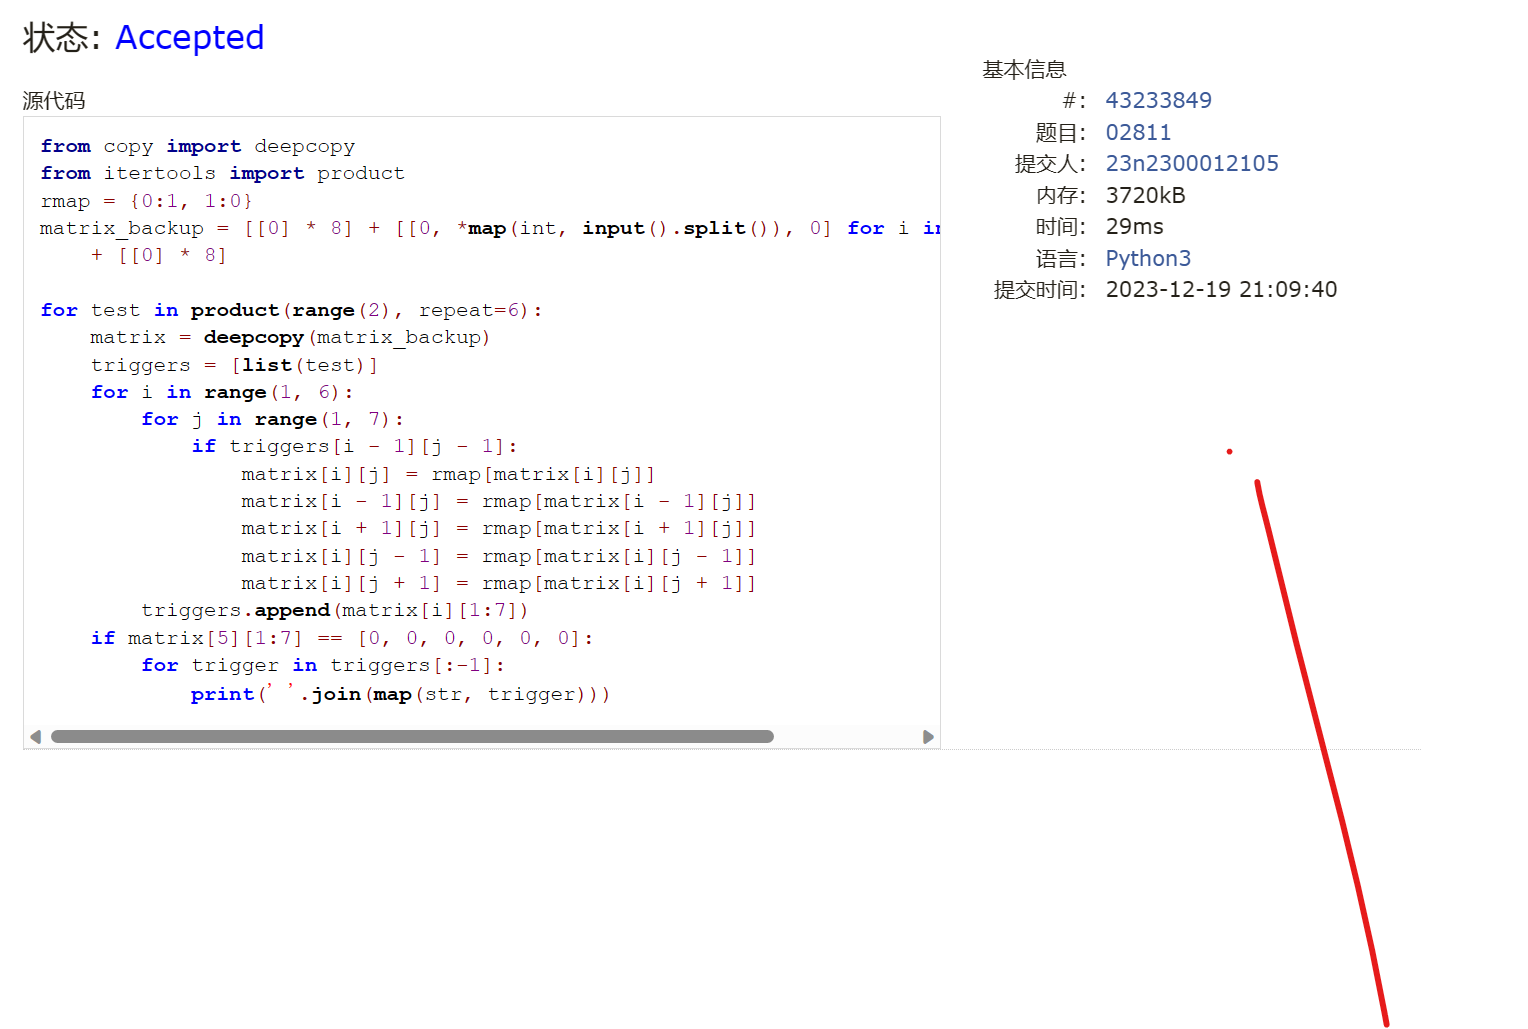 状态: Accepted
源代码
from copy import deepcopy
from itertools import product
rmap = {0:1, 1:0}
matrix_backup = [[0] * 8] + [[0, *map(int, input().split()), 0] for i in
    + [[0] * 8]
for test in product(range(2), repeat=6):
    matrix = deepcopy(matrix_backup)
    triggers = [list(test)]
    for i in range(1, 6):
        for j in range(1, 7):
            if triggers[i - 1][j - 1]:
                matrix[i][j] = rmap[matrix[i][j]]
                matrix[i - 1][j] = rmap[matrix[i - 1][j]]
                matrix[i + 1][j] = rmap[matrix[i + 1][j]]
                matrix[i][j - 1] = rmap[matrix[i][j - 1]]
                matrix[i][j + 1] = rmap[matrix[i][j + 1]]
        triggers.append(matrix[i][1:7])
    if matrix[5][1:7] == [0, 0, 0, 0, 0, 0]:
        for trigger in triggers[:-1]:
            print(' '.join(map(str, trigger)))
基本信息
#: 43233849
题目: 02811
提交人: 23n2300012105
内存: 3720kB
时间: 29ms
语言: Python3
提交时间: 2023-12-19 21:09:40